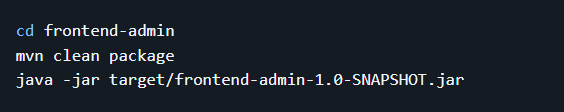 cd frontend-admin
mvn clean package
java -jar target/frontend-admin-1.0-SNAPSHOT.jar